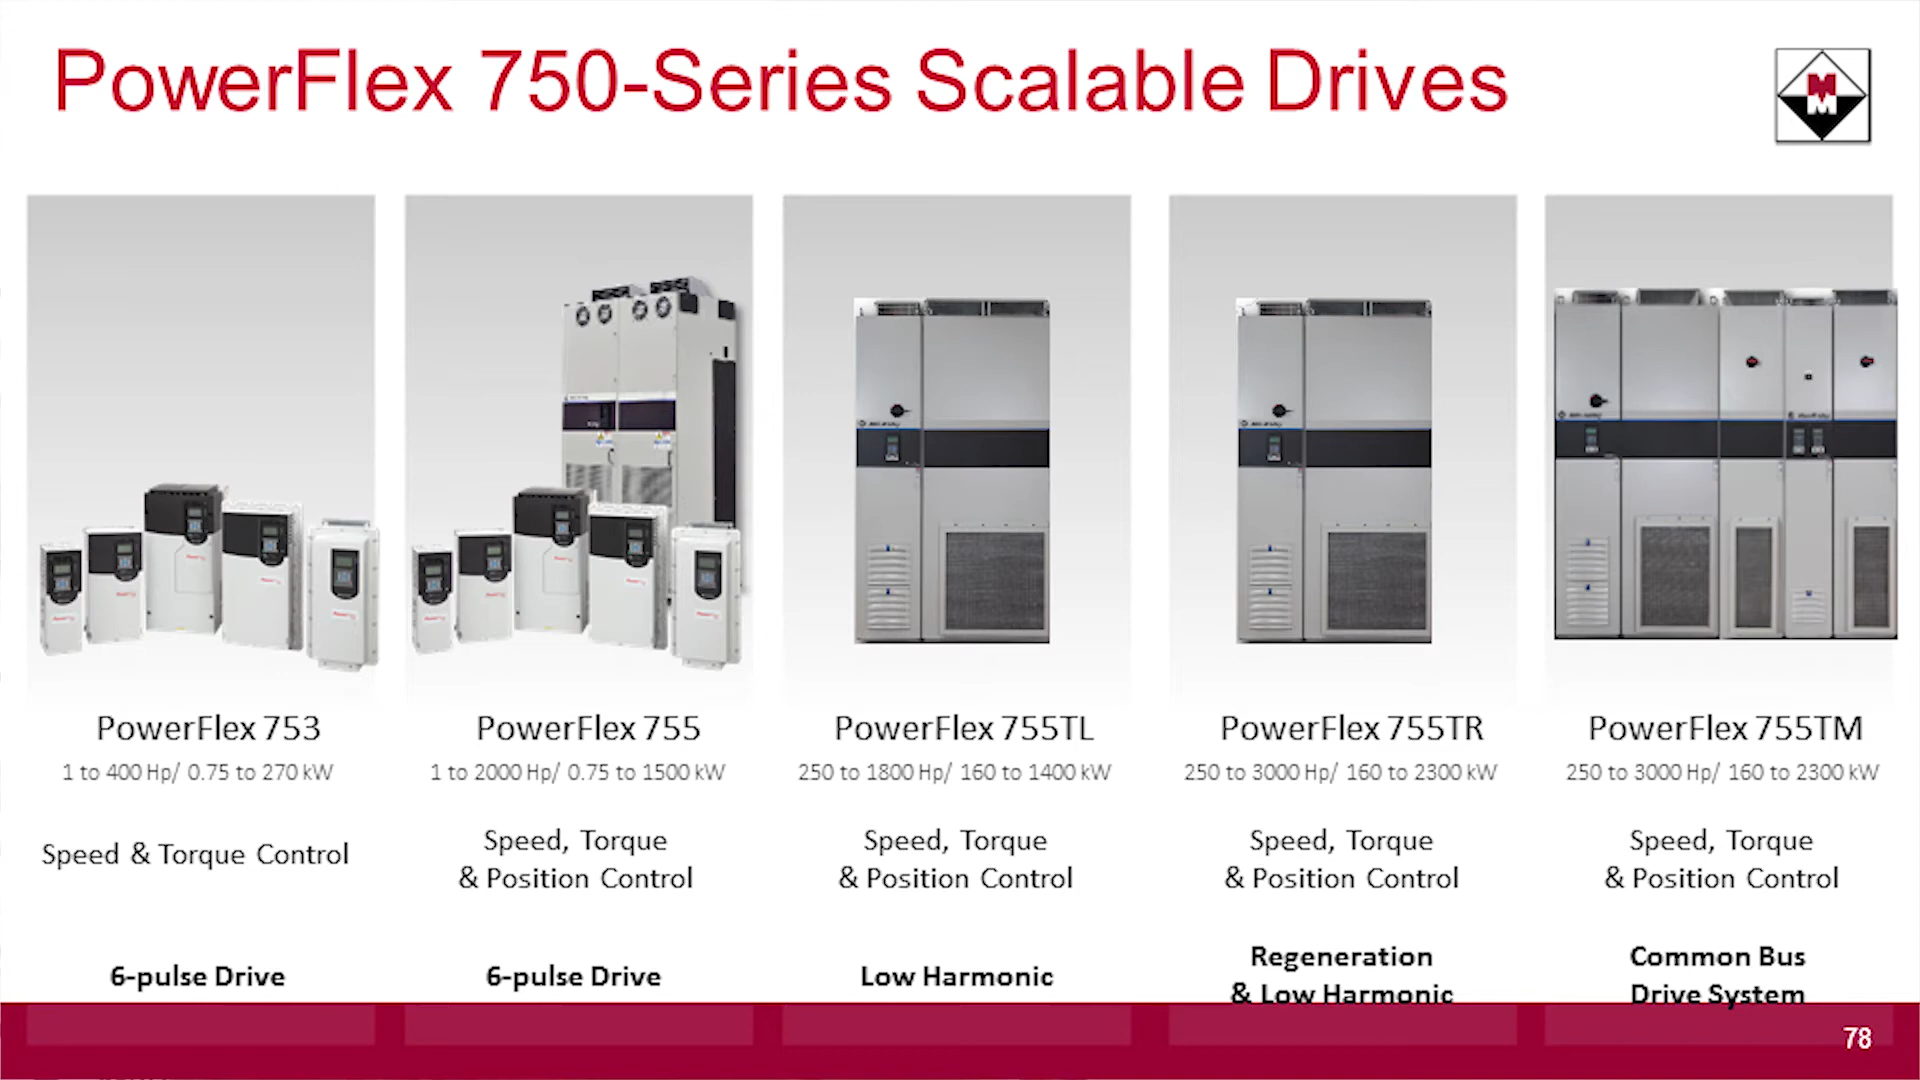 PowerFlex 750-Series Scalable Drives
M
M
PowerFlex 753
1 to 400 Hp/ 0.75 to 270 kW
Speed & Torque Control
6-pulse Drive
PowerFlex 755
1 to 2000 Hp/ 0.75 to 1500 kW
Speed, Torque
& Position Control
6-pulse Drive
PowerFlex 755TL
250 to 1800 Hp/ 160 to 1400 kW
Speed, Torque
& Position Control
Low Harmonic
PowerFlex 755TR
250 to 3000 Hp/ 160 to 2300 kW
Speed, Torque
& Position Control
Regeneration
& Low Harmonic
PowerFlex 755TM
250 to 3000 Hp/ 160 to 2300 kW
Speed, Torque
& Position Control
Common Bus
Drive System
78